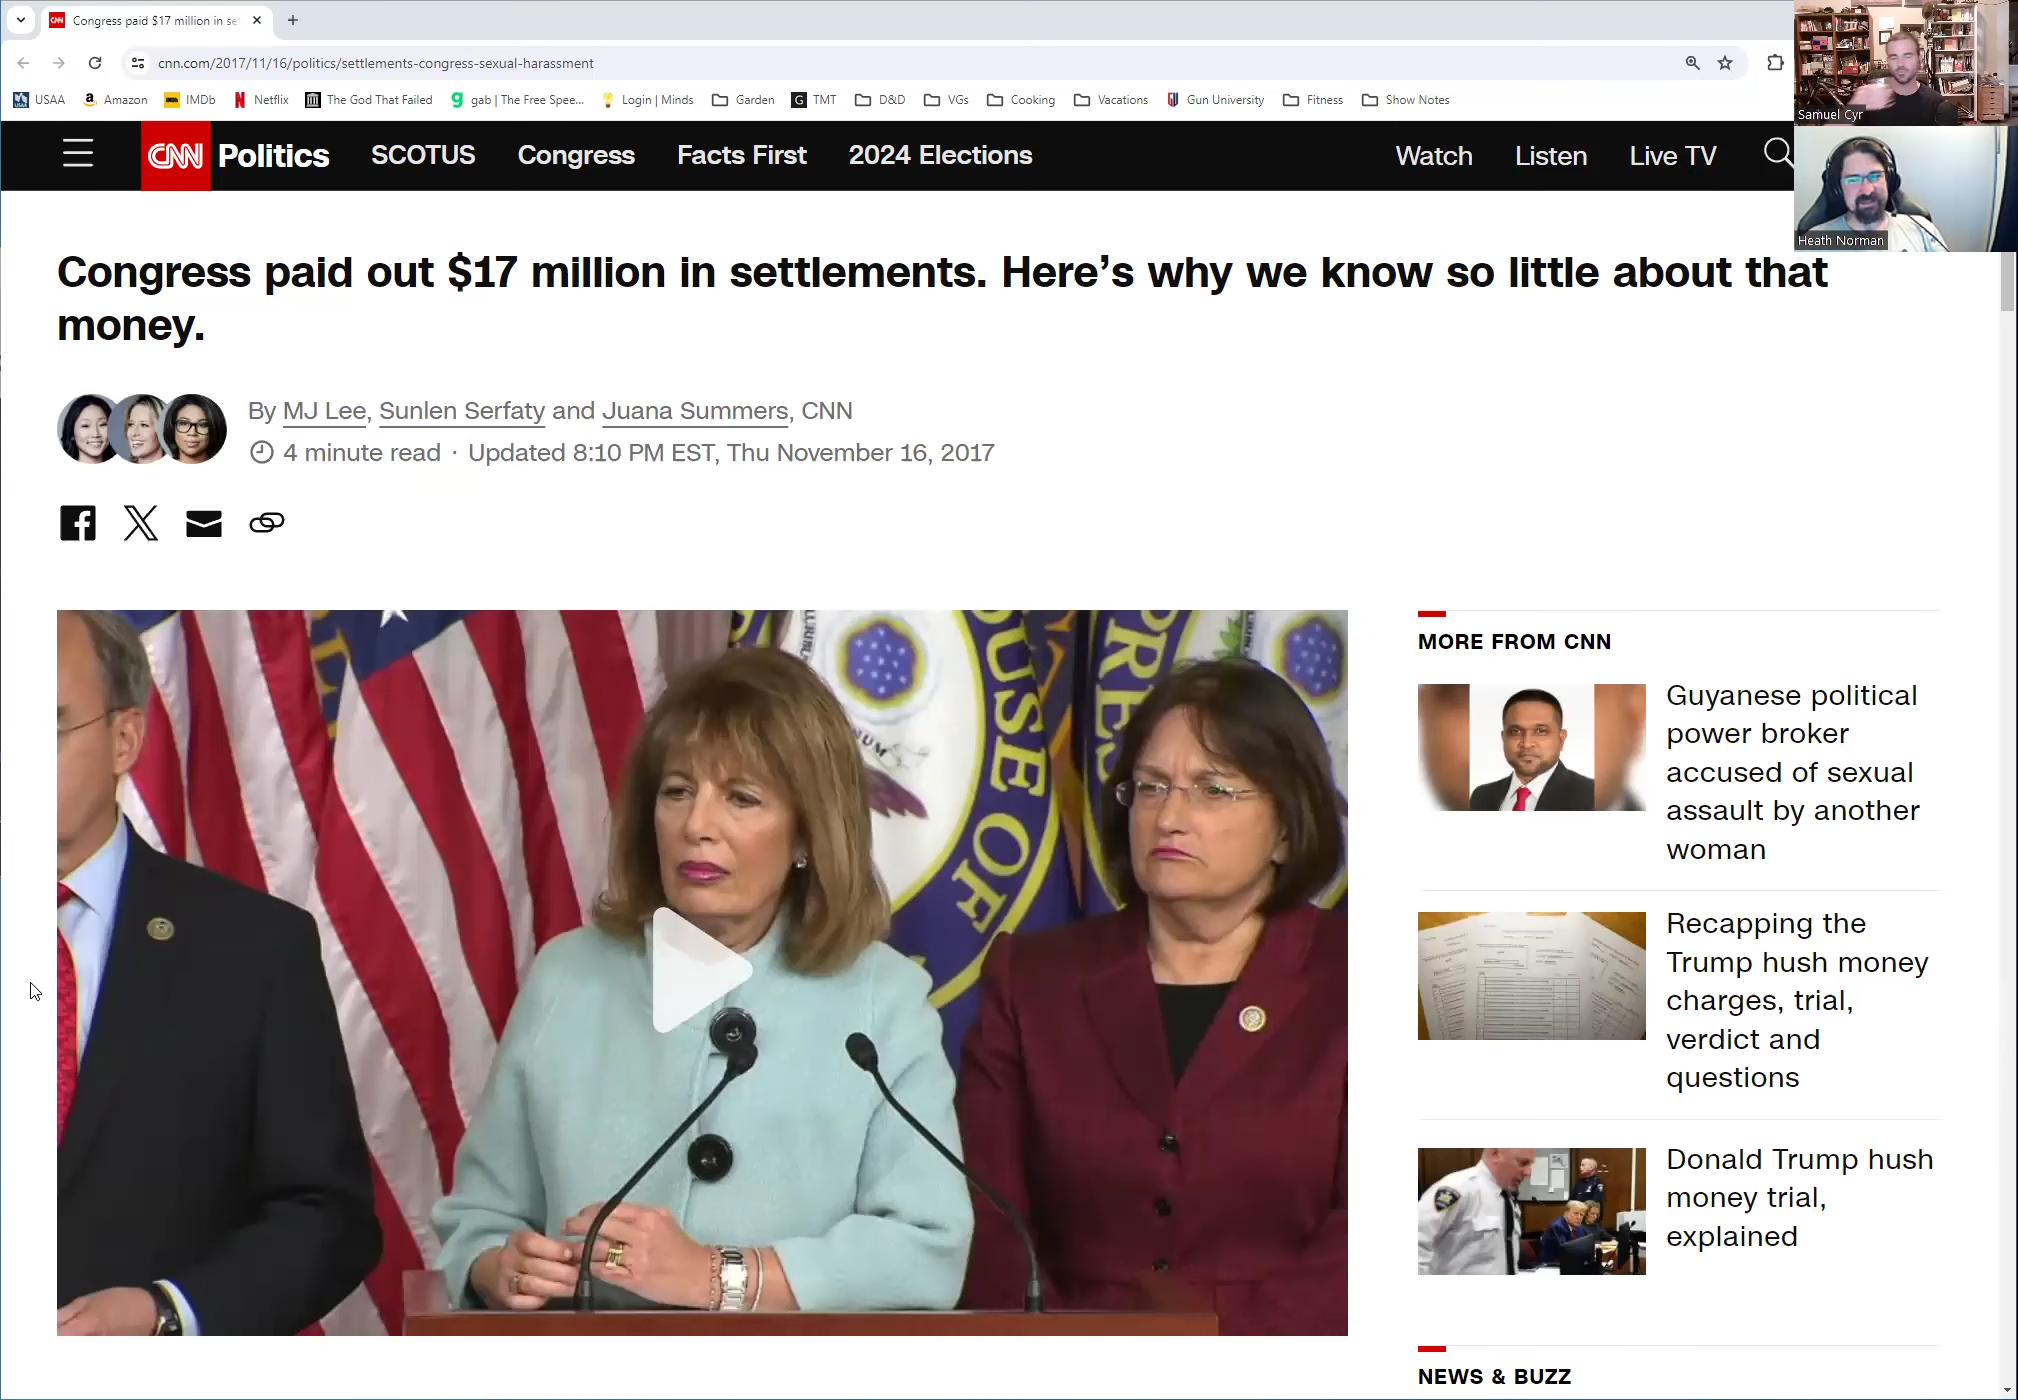 Congress paid $17 million in se
cnn.com/2017/11/16/politics/settlements-congress-sexual-harassment
USAA
Amazon
IMDb
Netflix
The God That Failed
gab | The Free Spee...
Login | Minds
Garden
TMT
D&D
VGs
Cooking
Vacations
Gun University
Fitness
Show Notes
Samuel Cyr
Heath Norman
CNN Politics
SCOTUS
Congress
Facts First
2024 Elections
Watch
Listen
Live TV
Congress paid out $17 million in settlements. Here's why we know so little about that
money.
By MJ Lee, Sunlen Serfaty and Juana Summers, CNN
4 minute read · Updated 8:10 PM EST, Thu November 16, 2017
OUSE OF
PRES
MORE FROM CNN
Guyanese political
power broker
accused of sexual
assault by another
woman
Recapping the
Trump hush money
charges, trial,
verdict and
questions
Donald Trump hush
money trial,
explained
NEWS & BUZZ